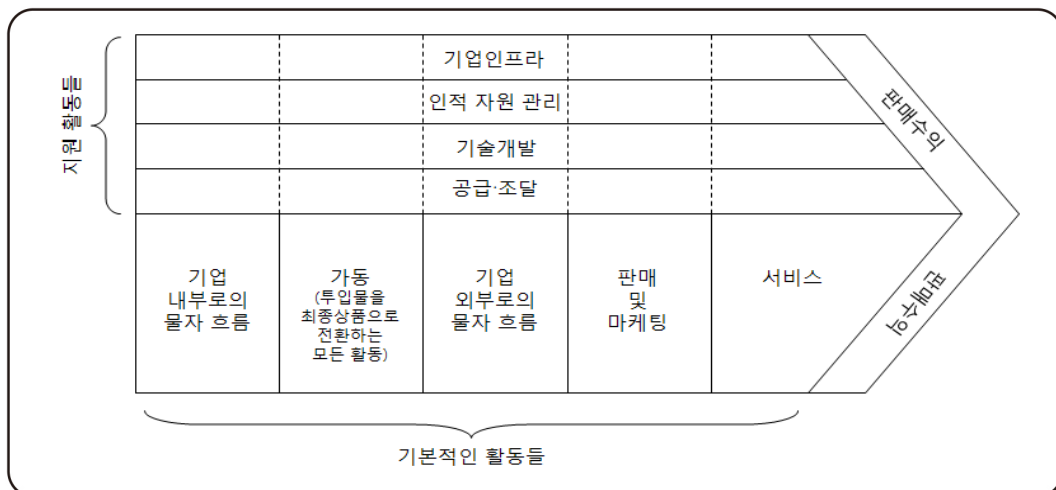 지원 활동들
기업인프라
인적 자원 관리
기술개발
공급·조달
판매수익
기업
내부로의
물자 흐름
가동
(투입물을
최종상품으로
전환하는
모든 활동)
기업
외부로의
물자 흐름
판매
및
마케팅
서비스
판매수익
기본적인 활동들